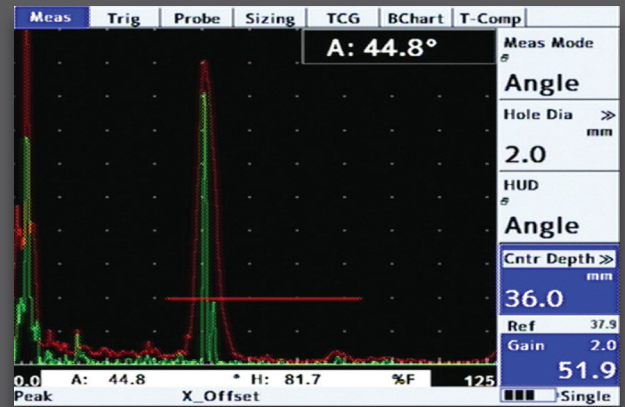 Meas Trig Probe Sizing TCG BChart T-Comp
A: 44.8°
Meas Mode
Angle
Hole Dia >>
mm
2.0
HUD
Angle
Cntr Depth >>
mm
36.0
Ref 37.9
Gain 2.0
51.9
0.0 A: 44.8 ° H: 81.7 %F 125
Peak X_Offset Single